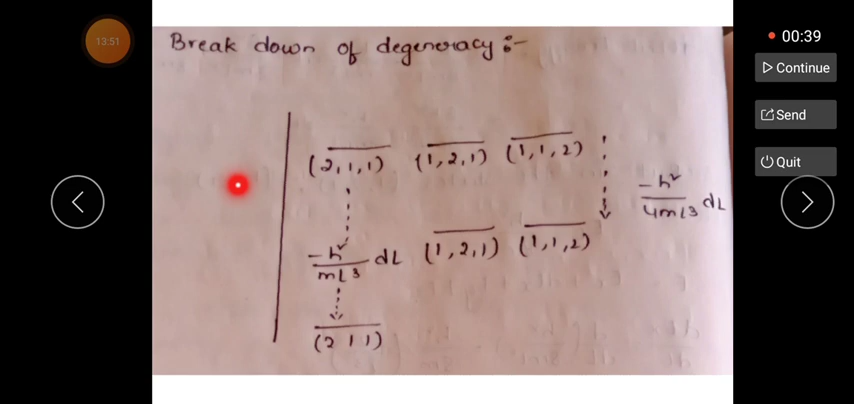 13:51
00:39
Continue
Send
Quit
Break down of degeneracy :-
(2,1,1) (1,2,1) (1,1,2)
-h²/4mL3 dL
-h²/mL3 dL (1,2,1) (1,1,2)
(2 1 1)